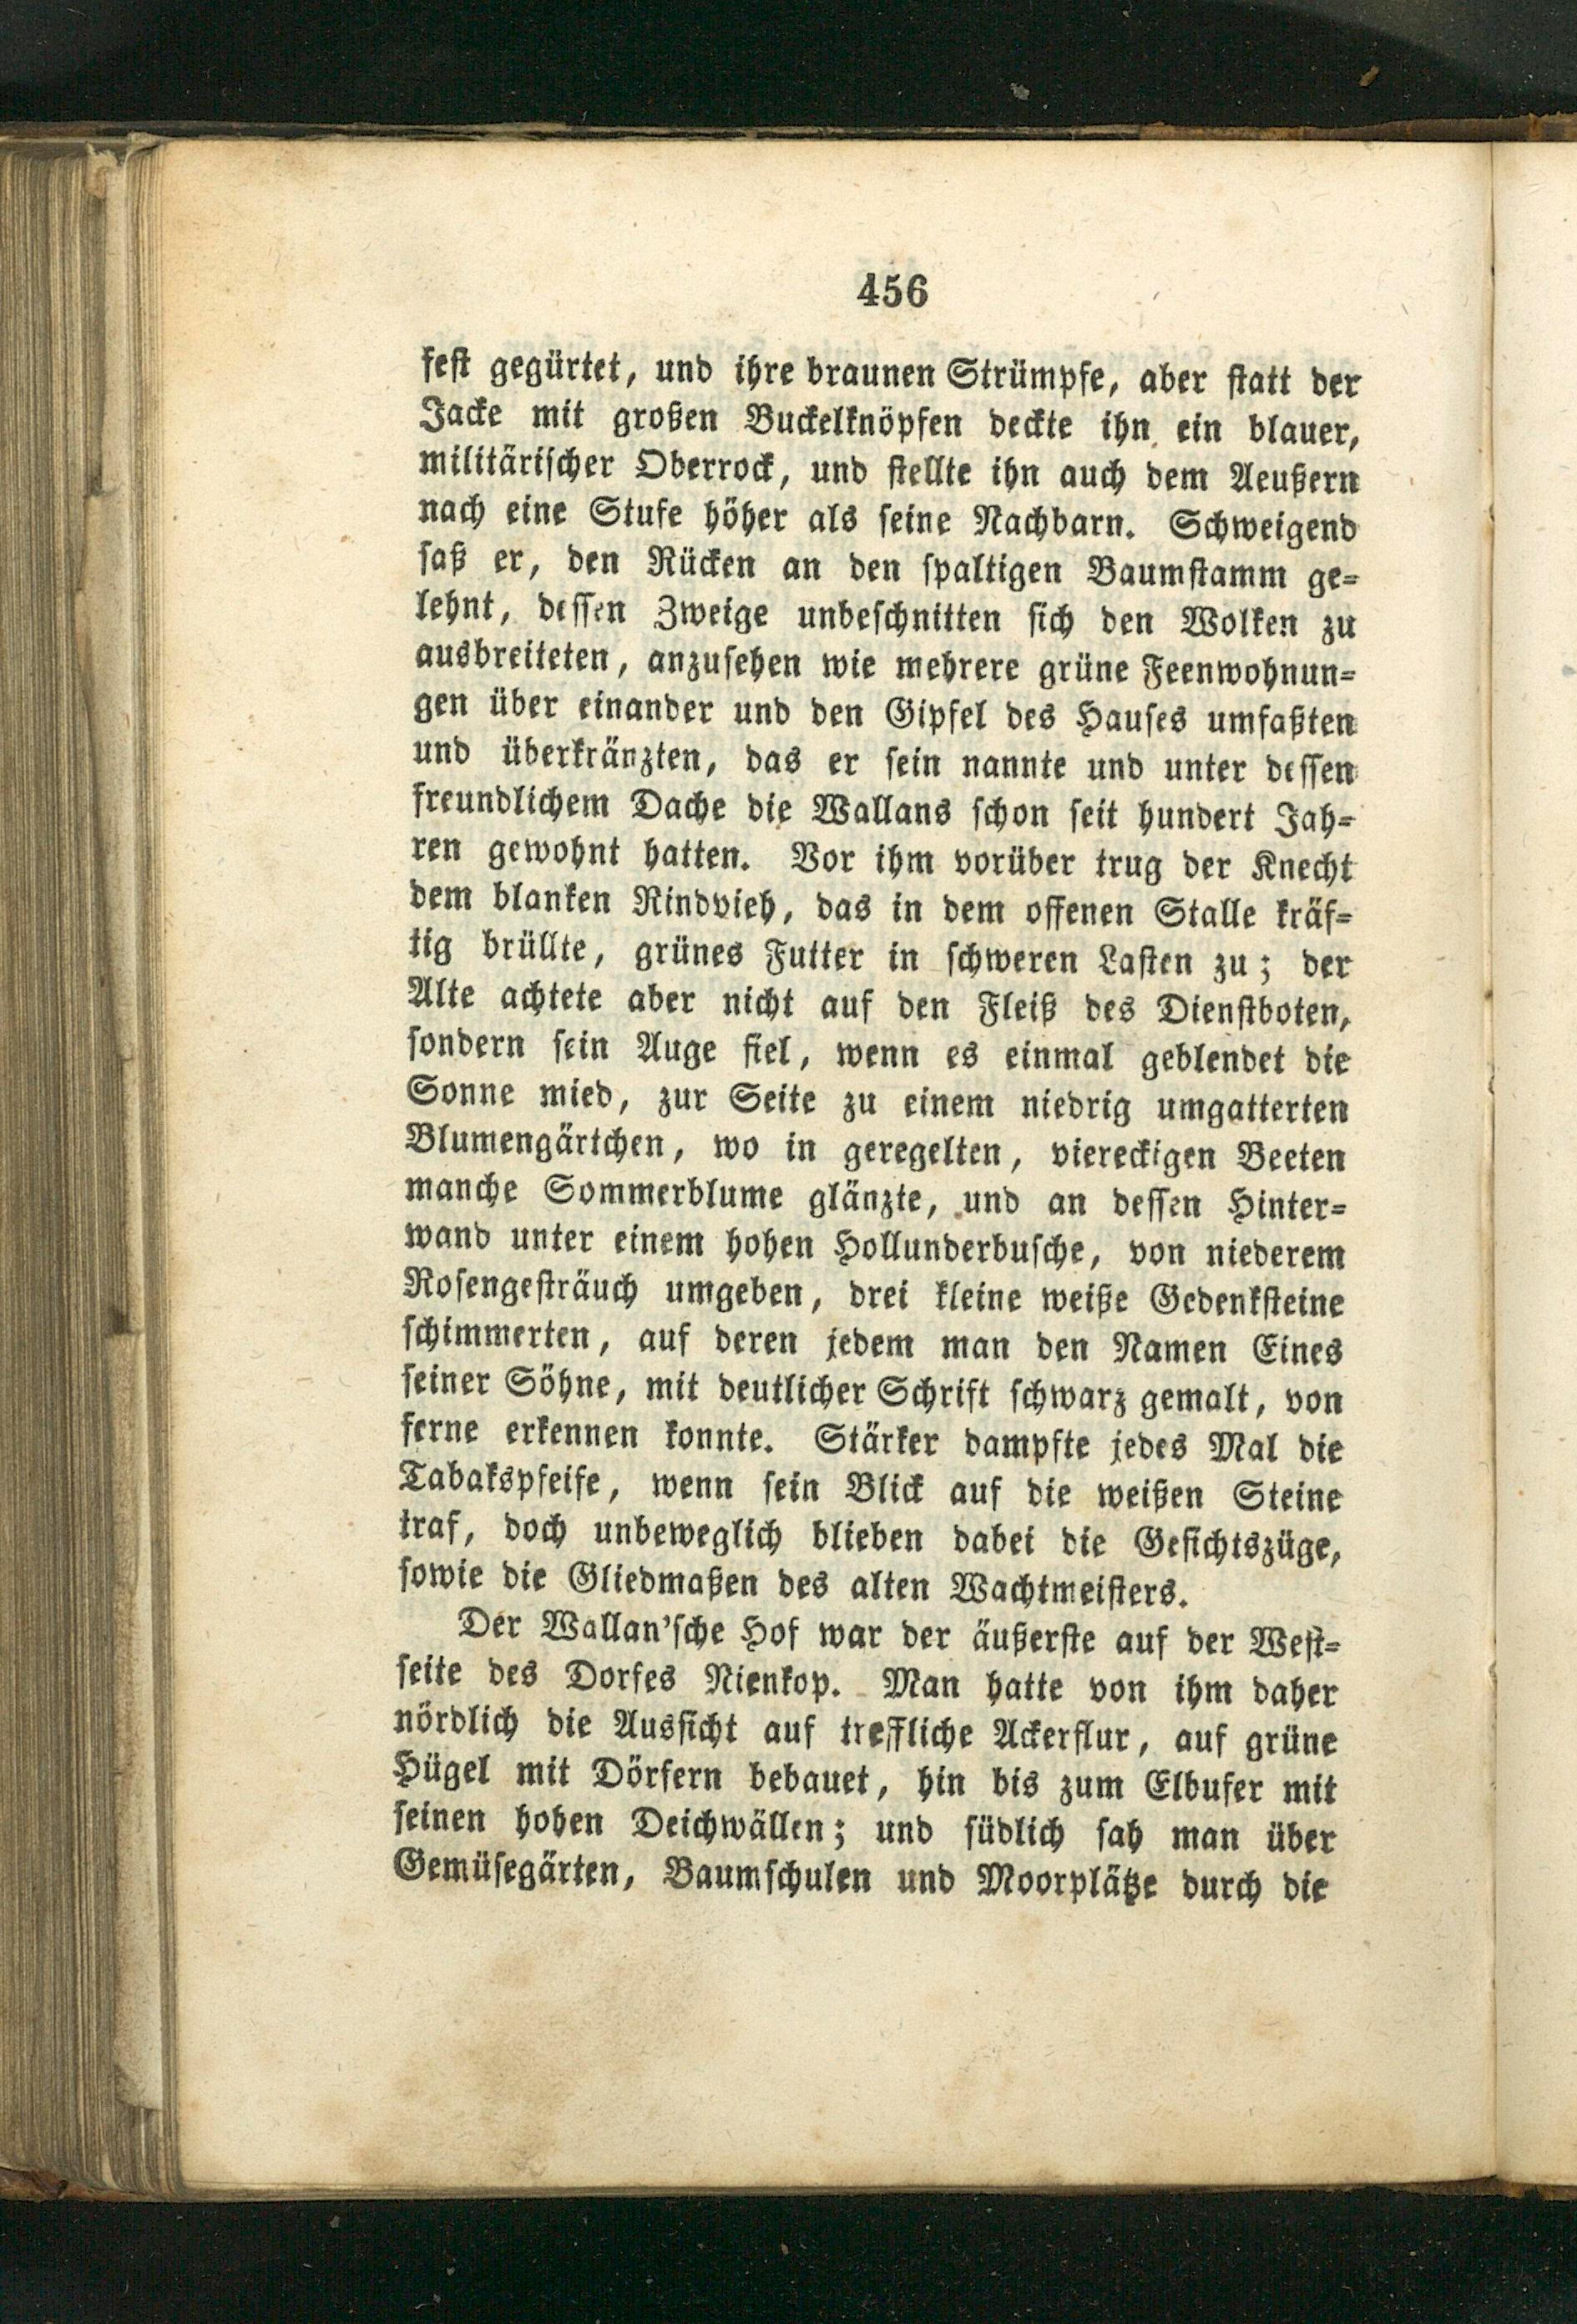 456
fest gegürtet, und ihre braunen Strümpfe, aber statt der
Jacke mit großen Buckelknöpfen deckte ihn ein blauer,
militärischer Oberrock, und stellte ihn auch dem Aeußern
nach eine Stufe höher als seine Nachbarn. Schweigend
saß er, den Rücken an den spaltigen Baumstamm ge-
lehnt, dessen Zweige unbeschnitten sich den Wolken zu
ausbreiteten, anzusehen wie mehrere grüne Feenwohnun-
gen über einander und den Gipfel des Hauses umfaßten
und überkränzten, das er sein nannte und unter dessen
freundlichem Dache die Wallans schon seit hundert Jah-
ren gewohnt hatten. Vor ihm vorüber trug der Knecht
dem blanken Rindvieh, das in dem offenen Stalle kräf-
tig brüllte, grünes Futter in schweren Lasten zu; der
Alte achtete aber nicht auf den Fleiß des Dienstboten,
sondern sein Auge fiel, wenn es einmal geblendet die
Sonne mied, zur Seite zu einem niedrig umgatterten
Blumengärtchen, wo in geregelten, viereckigen Beeten
manche Sommerblume glänzte, und an dessen Hinter-
wand unter einem hohen Hollunderbusche, von niederem
Rosengesträuch umgeben, drei kleine weiße Gedenksteine
schimmerten, auf deren jedem man den Namen Eines
seiner Söhne, mit deutlicher Schrift schwarz gemalt, von
ferne erkennen konnte. Stärker dampfte jedes Mal die
Tabakspfeife, wenn sein Blick auf die weißen Steine
traf, doch unbeweglich blieben dabei die Gesichtszüge,
sowie die Gliedmaßen des alten Wachtmeisters.
Der Wallan'sche Hof war der äußerste auf der West-
seite des Dorfes Nienkop. Man hatte von ihm daher
nördlich die Aussicht auf treffliche Ackerflur, auf grüne
Hügel mit Dörfern bebauet, hin bis zum Elbufer mit
seinen hohen Deichwällen; und südlich sah man über
Gemüsegärten, Baumschulen und Moorplätze durch die